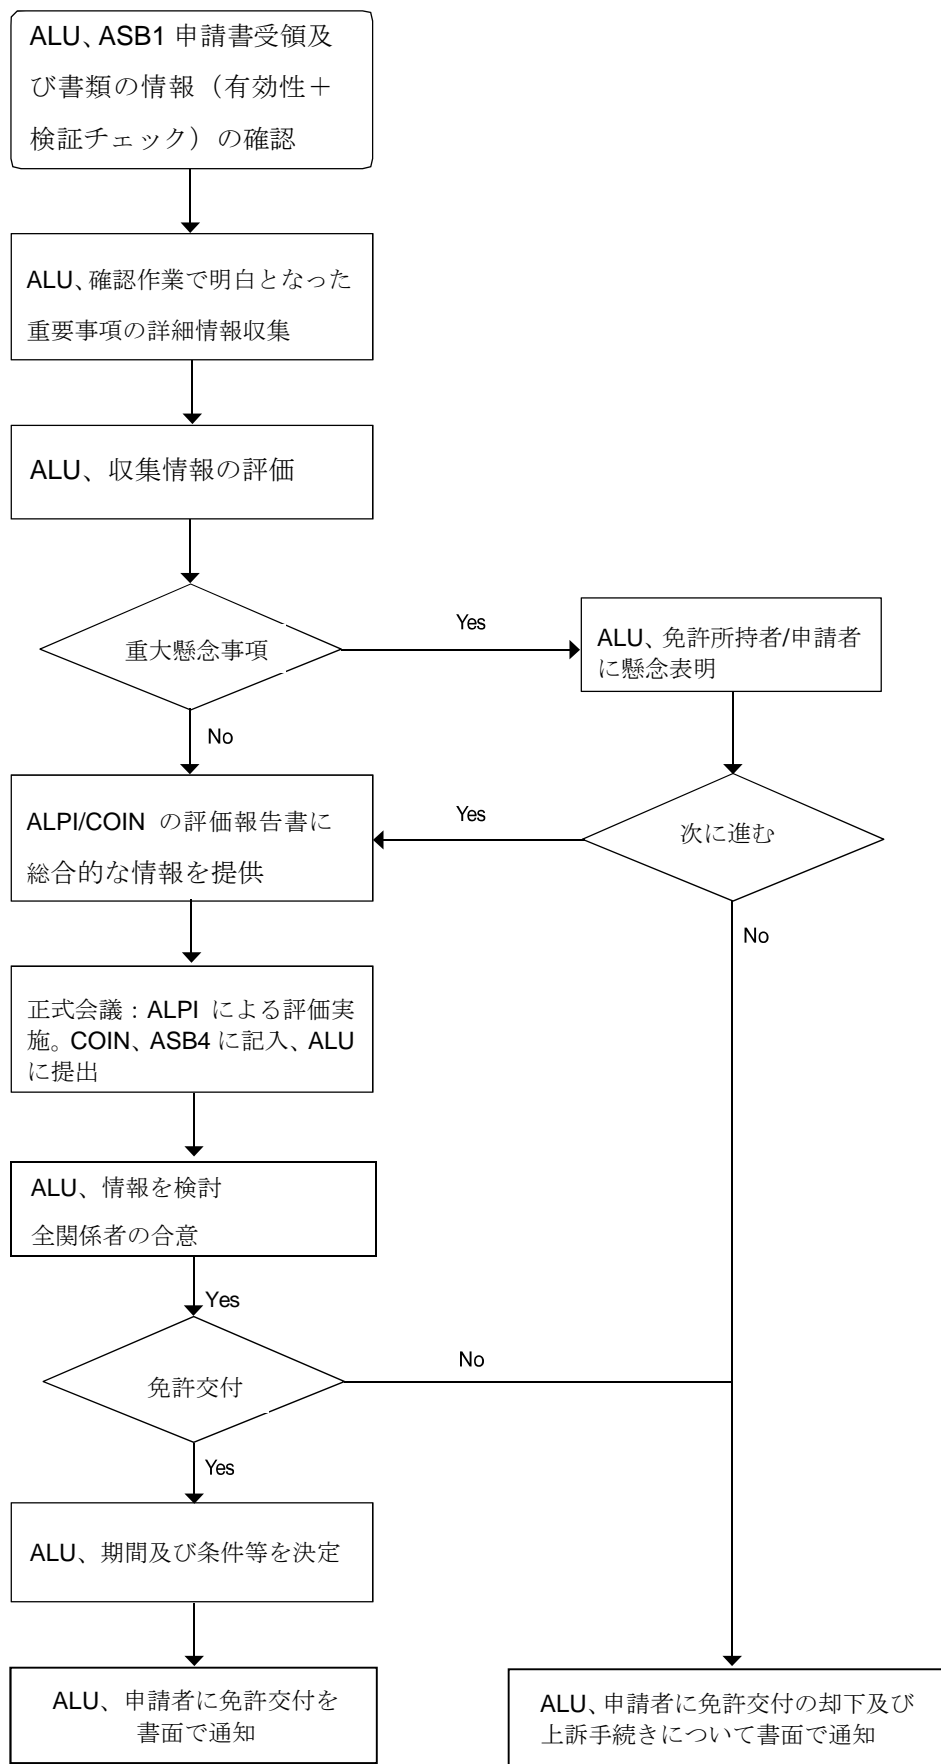 ALU、ASB1 申請書受領及
び書類の情報（有効性＋
検証チェック）の確認
ALU、確認作業で明白となった
重要事項の詳細情報収集
ALU、収集情報の評価
重大懸念事項
Yes
ALU、免許所持者/申請者
に懸念表明
No
ALPI/COIN の評価報告書に
総合的な情報を提供
Yes
次に進む
No
正式会議：ALPI による評価実
施。COIN、ASB4 に記入、ALU
に提出
ALU、情報を検討
全関係者の合意
Yes
免許交付
No
Yes
ALU、期間及び条件等を決定
ALU、申請者に免許交付を
書面で通知
ALU、申請者に免許交付の却下及び
上訴手続きについて書面で通知